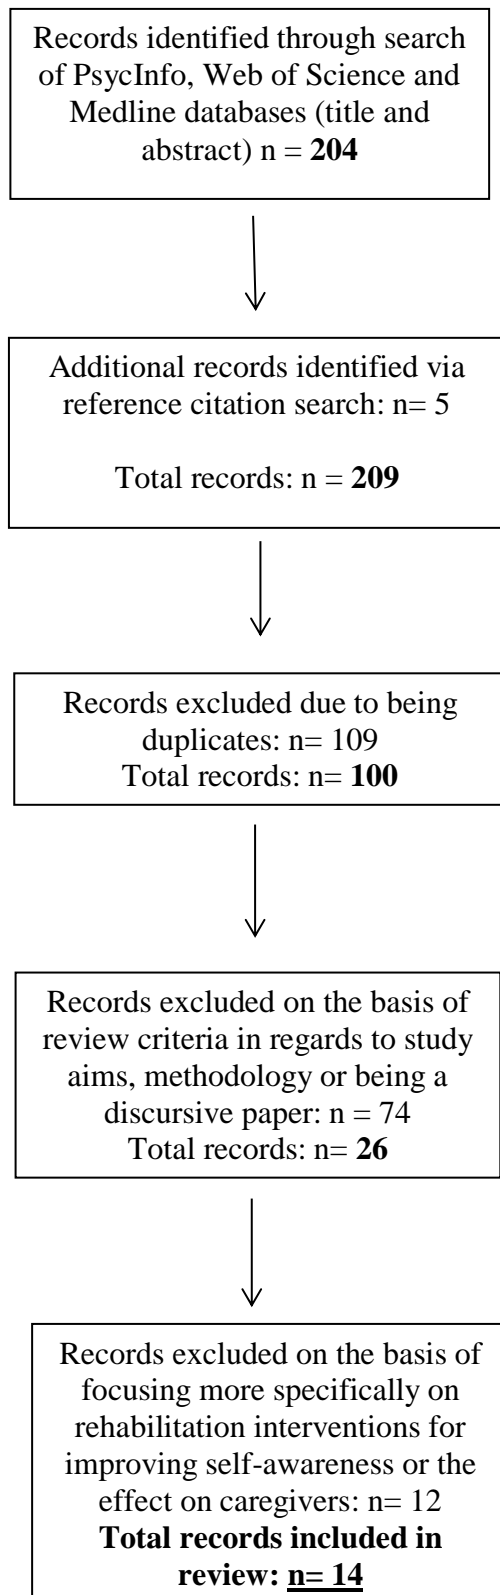 Records identified through search
of PsycInfo, Web of Science and
Medline databases (title and
abstract) n = 204
Additional records identified via
reference citation search: n= 5
Total records: n = 209
Records excluded due to being
duplicates: n= 109
Total records: n= 100
Records excluded on the basis of
review criteria in regards to study
aims, methodology or being a
discursive paper: n = 74
Total records: n= 26
Records excluded on the basis of
focusing more specifically on
rehabilitation interventions for
improving self-awareness or the
effect on caregivers: n= 12
Total records included in
review: n= 14